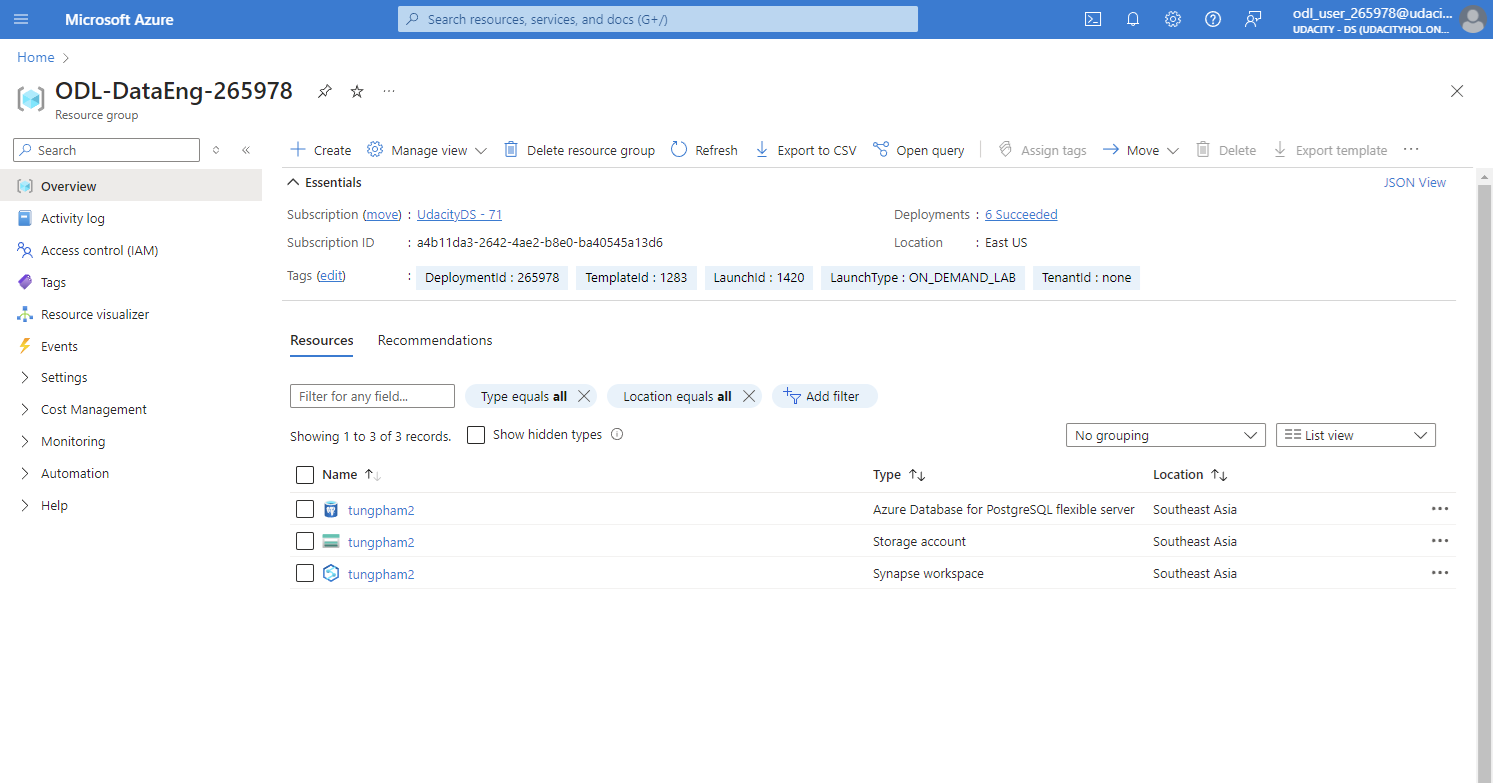 Microsoft Azure
Search resources, services, and docs (G+/)
odl_user_265978@udaci...
UDACITY - DS (UDACITYHOL.ON...
Home
ODL-DataEng-265978
...
Resource group
Search
«
Create
Manage view
Delete resource group
Refresh
Export to CSV
Open query
Assign tags
Move
Delete
Export template
...
Overview
Activity log
Access control (IAM)
Tags
Resource visualizer
Events
Settings
Cost Management
Monitoring
Automation
Help
Essentials
JSON View
Subscription (move) : UdacityDS - 71
Deployments : 6 Succeeded
Subscription ID : a4b11da3-2642-4ae2-b8e0-ba40545a13d6
Location : East US
Tags (edit) : DeploymentId : 265978 TemplateId : 1283 LaunchId : 1420 LaunchType : ON_DEMAND_LAB TenantId : none
Resources Recommendations
Filter for any field...
Type equals all
Location equals all
Add filter
Showing 1 to 3 of 3 records.
Show hidden types
No grouping
List view
Name Type Location
tungpham2 Azure Database for PostgreSQL flexible server Southeast Asia
tungpham2 Storage account Southeast Asia
tungpham2 Synapse workspace Southeast Asia